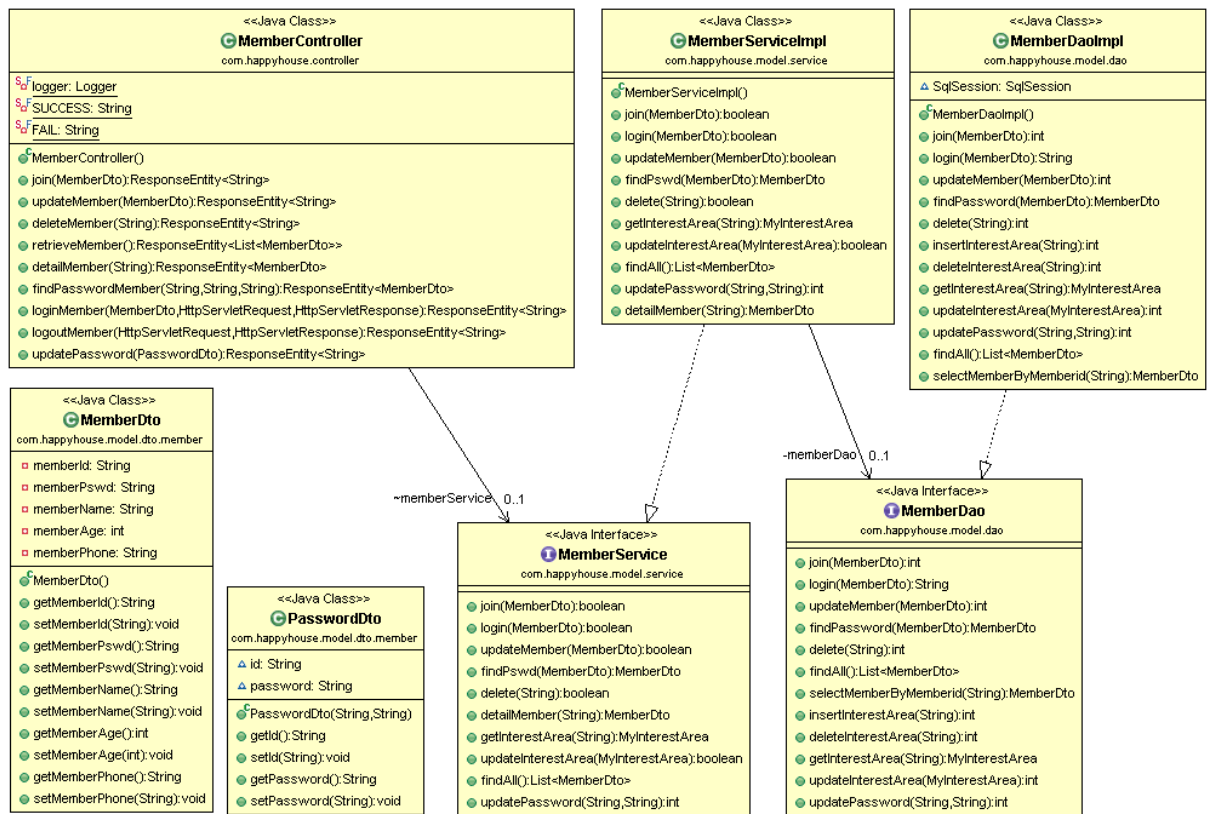 <<Java Class>>
MemberController
com.happyhouse.controller
logger: Logger
SUCCESS: String
FAIL: String
MemberController()
join(MemberDto):ResponseEntity<String>
updateMember(MemberDto):ResponseEntity<String>
deleteMember(String):ResponseEntity<String>
retrieveMember():ResponseEntity<List<MemberDto>>
detailMember(String):ResponseEntity<MemberDto>
findPasswordMember(String,String,String):ResponseEntity<MemberDto>
loginMember(MemberDto,HttpServletRequest,HttpServletResponse):ResponseEntity<String>
logoutMember(HttpServletRequest,HttpServletResponse):ResponseEntity<String>
updatePassword(PasswordDto):ResponseEntity<String>
<<Java Class>>
MemberServiceImpl
com.happyhouse.model.service
MemberServiceImpl()
join(MemberDto):boolean
login(MemberDto):boolean
updateMember(MemberDto):boolean
findPswd(MemberDto):MemberDto
delete(String):boolean
getInterestArea(String):MyInterestArea
updateInterestArea(MyInterestArea):boolean
findAll():List<MemberDto>
updatePassword(String,String):int
detailMember(String):MemberDto
<<Java Class>>
MemberDaoImpl
com.happyhouse.model.dao
SqlSession: SqlSession
MemberDaoImpl()
join(MemberDto):int
login(MemberDto):String
updateMember(MemberDto):int
findPassword(MemberDto):MemberDto
delete(String):int
insertInterestArea(String):int
deleteInterestArea(String):int
getInterestArea(String):MyInterestArea
updateInterestArea(MyInterestArea):int
updatePassword(String,String):int
findAll():List<MemberDto>
selectMemberByMemberid(String):MemberDto
<<Java Class>>
MemberDto
com.happyhouse.model.dto.member
memberId: String
memberPswd: String
memberName: String
memberAge: int
memberPhone: String
MemberDto()
getMemberId():String
setMemberId(String):void
getMemberPswd():String
setMemberPswd(String):void
getMemberName():String
setMemberName(String):void
getMemberAge():int
setMemberAge(int):void
getMemberPhone():String
setMemberPhone(String):void
<<Java Class>>
PasswordDto
com.happyhouse.model.dto.member
id: String
password: String
PasswordDto(String,String)
getId():String
setId(String):void
getPassword():String
setPassword(String):void
~memberService 0..1
<<Java Interface>>
MemberService
com.happyhouse.model.service
join(MemberDto):boolean
login(MemberDto):boolean
updateMember(MemberDto):boolean
findPswd(MemberDto):MemberDto
delete(String):boolean
detailMember(String):MemberDto
getInterestArea(String):MyInterestArea
updateInterestArea(MyInterestArea):boolean
findAll():List<MemberDto>
updatePassword(String,String):int
-memberDao 0..1
<<Java Interface>>
MemberDao
com.happyhouse.model.dao
join(MemberDto):int
login(MemberDto):String
updateMember(MemberDto):int
findPassword(MemberDto):MemberDto
delete(String):int
findAll():List<MemberDto>
selectMemberByMemberid(String):MemberDto
insertInterestArea(String):int
deleteInterestArea(String):int
getInterestArea(String):MyInterestArea
updateInterestArea(MyInterestArea):int
updatePassword(String,String):int